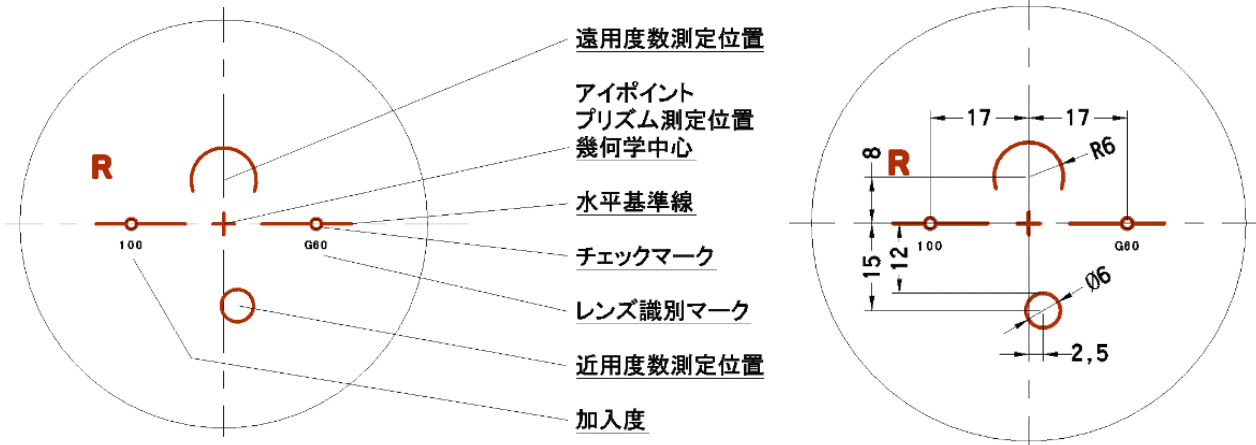 遠用度数測定位置
アイポイント
プリズム測定位置
幾何学中心
水平基準線
チェックマーク
レンズ識別マーク
近用度数測定位置
加入度
R
100
G60
17
17
8
R
R6
100
G60
15
12
Ø6
2,5